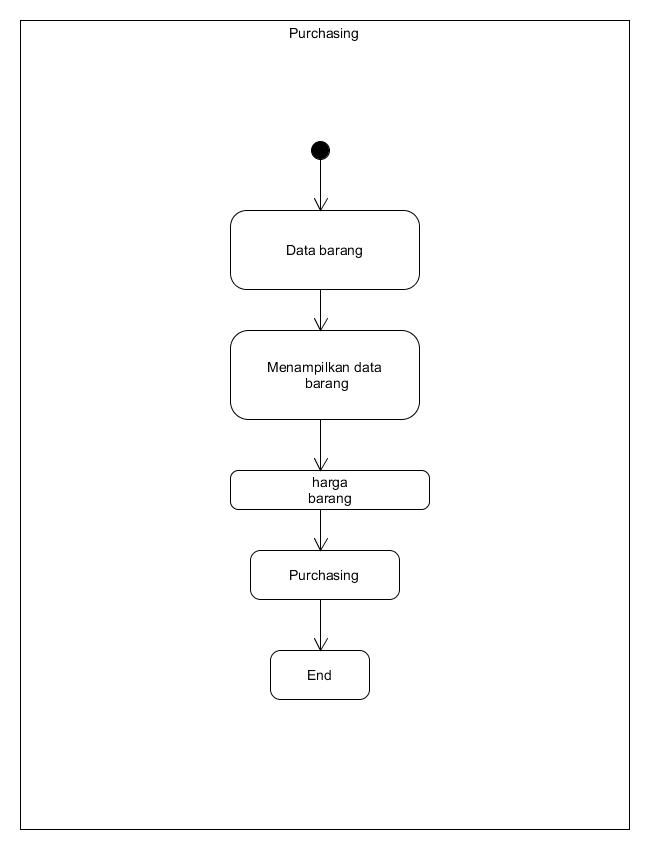 Purchasing
Data barang
Menampilkan data
barang
harga
barang
Purchasing
End